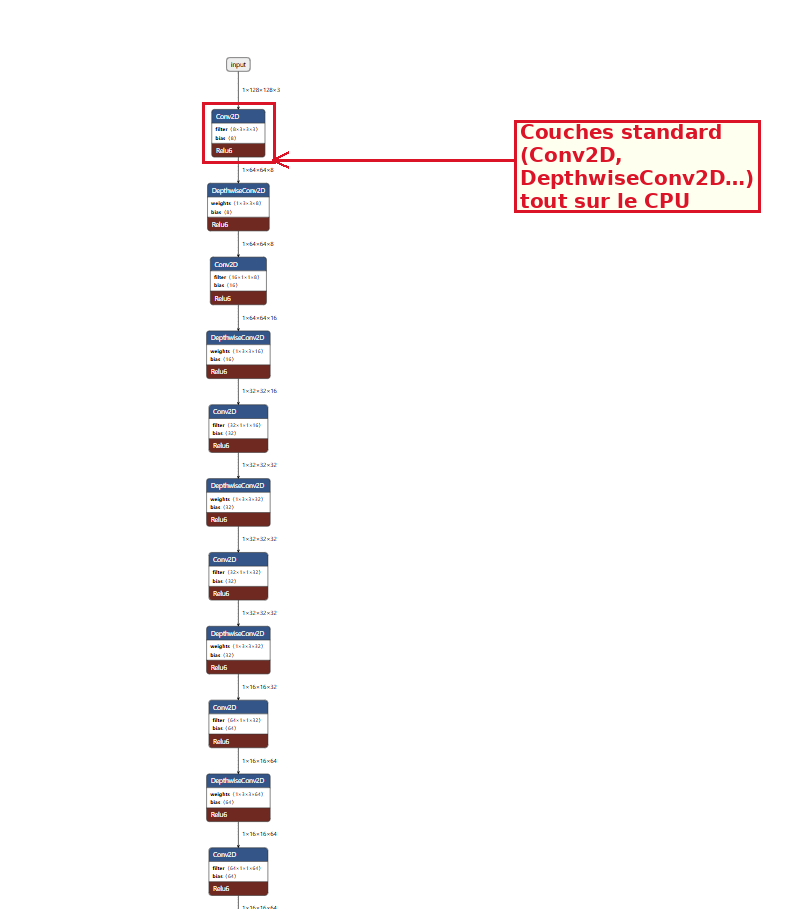 input
1×128×128×3
Conv2D
filter ⟨8×3×3×3⟩
bias ⟨8⟩
Relu6
Couches standard
(Conv2D,
DepthwiseConv2D...)
tout sur le CPU
1×64×64×8
DepthwiseConv2D
weights ⟨1×3×3×8⟩
bias ⟨8⟩
Relu6
1×64×64×8
Conv2D
filter ⟨16×1×1×8⟩
bias ⟨16⟩
Relu6
1×64×64×16
DepthwiseConv2D
weights ⟨1×3×3×16⟩
bias ⟨16⟩
Relu6
1×32×32×16
Conv2D
filter ⟨32×1×1×16⟩
bias ⟨32⟩
Relu6
1×32×32×32
DepthwiseConv2D
weights ⟨1×3×3×32⟩
bias ⟨32⟩
Relu6
1×32×32×32
Conv2D
filter ⟨32×1×1×32⟩
bias ⟨32⟩
Relu6
1×32×32×32
DepthwiseConv2D
weights ⟨1×3×3×32⟩
bias ⟨32⟩
Relu6
1×16×16×32
Conv2D
filter ⟨64×1×1×32⟩
bias ⟨64⟩
Relu6
1×16×16×64
DepthwiseConv2D
weights ⟨1×3×3×64⟩
bias ⟨64⟩
Relu6
1×16×16×64
Conv2D
filter ⟨64×1×1×64⟩
bias ⟨64⟩
Relu6
1×16×16×64